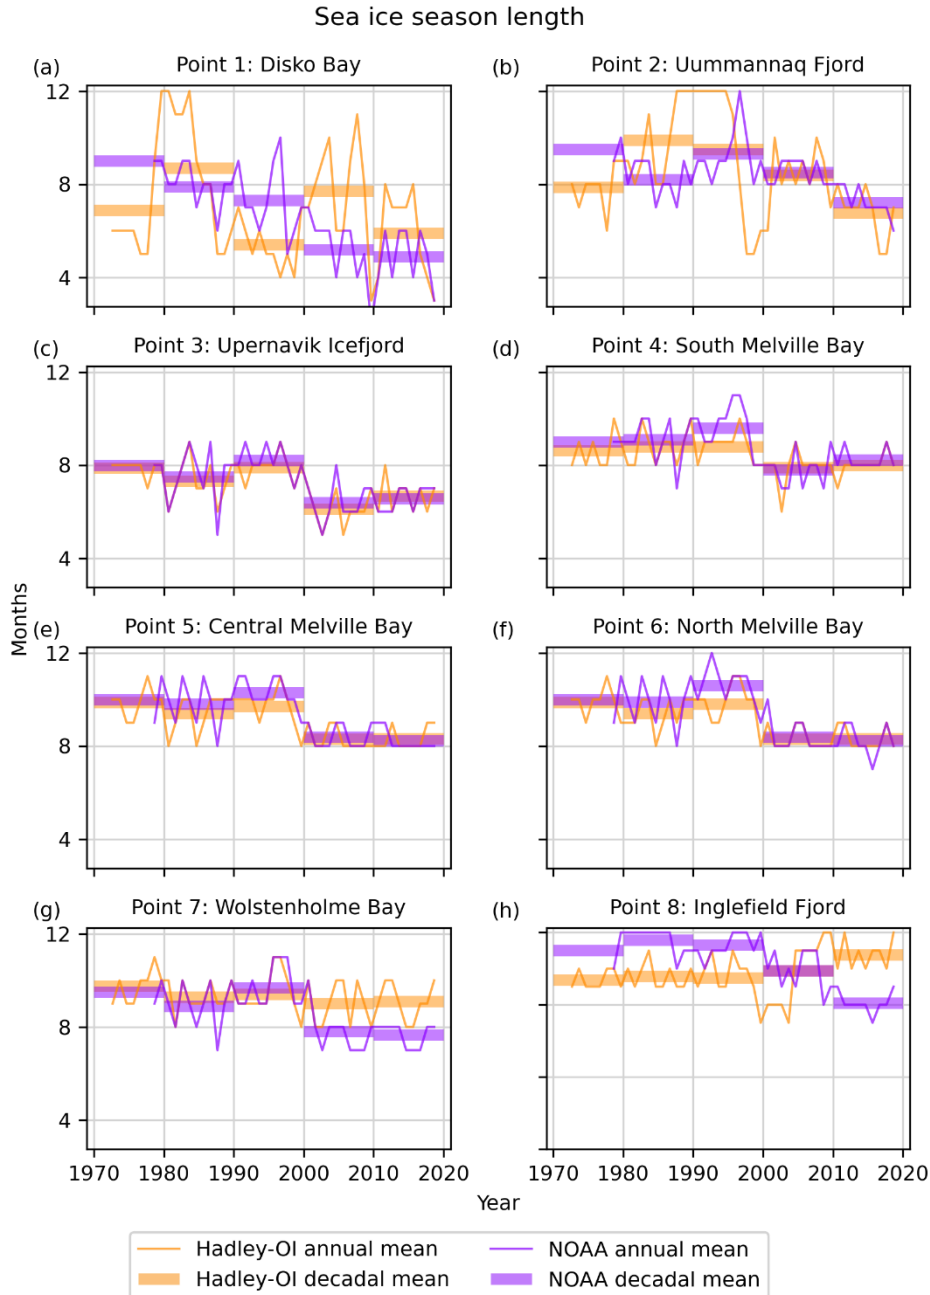 Sea ice season length
(a) Point 1: Disko Bay
(b) Point 2: Uummannaq Fjord
12
8
4
(c) Point 3: Upernavik Icefjord
(d) Point 4: South Melville Bay
12
8
4
(e) Point 5: Central Melville Bay
(f) Point 6: North Melville Bay
12
8
4
(g) Point 7: Wolstenholme Bay
(h) Point 8: Inglefield Fjord
12
8
4
Months
1970 1980 1990 2000 2010 2020
1970 1980 1990 2000 2010 2020
Year
Hadley-OI annual mean
Hadley-OI decadal mean
NOAA annual mean
NOAA decadal mean